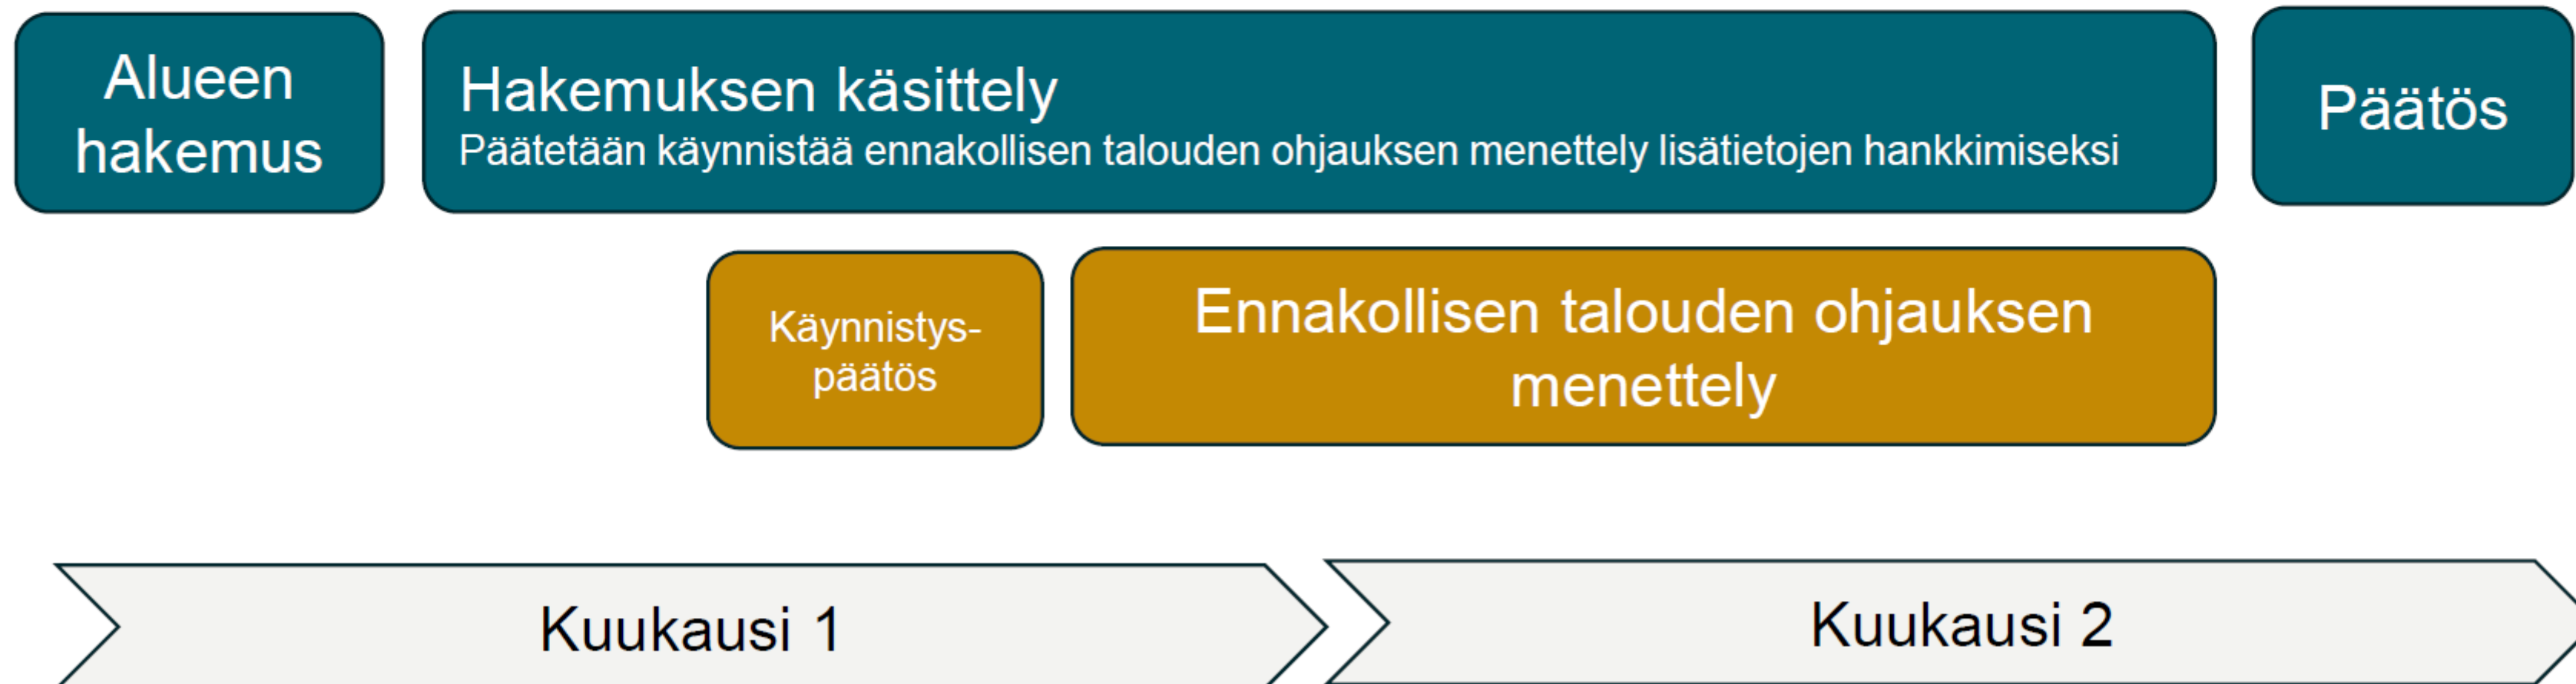 Alueen
hakemus
Hakemuksen käsittely
Päätetään käynnistää ennakollisen talouden ohjauksen menettely lisätietojen hankkimiseksi
Päätös
Käynnistys-
päätös
Ennakollisen talouden ohjauksen
menettely
Kuukausi 1
Kuukausi 2